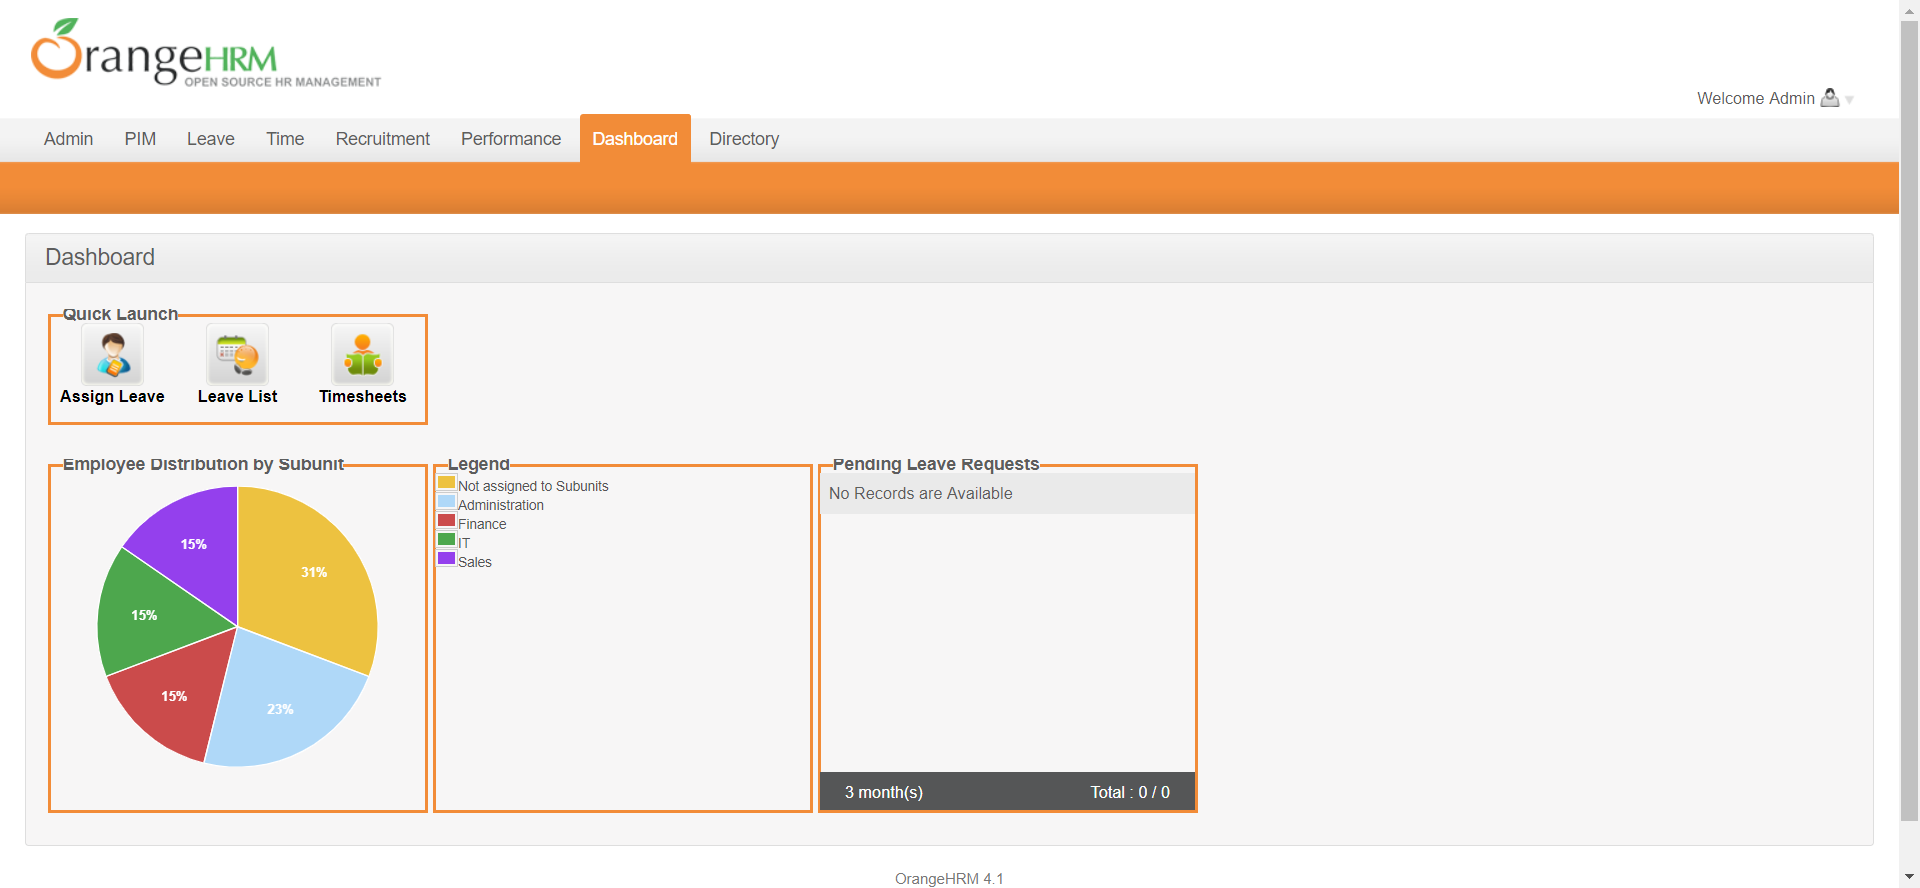 OrangeHRM
OPEN SOURCE HR MANAGEMENT
Welcome Admin
Admin PIM Leave Time Recruitment Performance Dashboard Directory
Dashboard
Quick Launch
Assign Leave Leave List Timesheets
Employee Distribution by Subunit
15%
31%
15%
15%
23%
Legend
Not assigned to Subunits
Administration
Finance
IT
Sales
Pending Leave Requests
No Records are Available
3 month(s) Total : 0 / 0
OrangeHRM 4.1